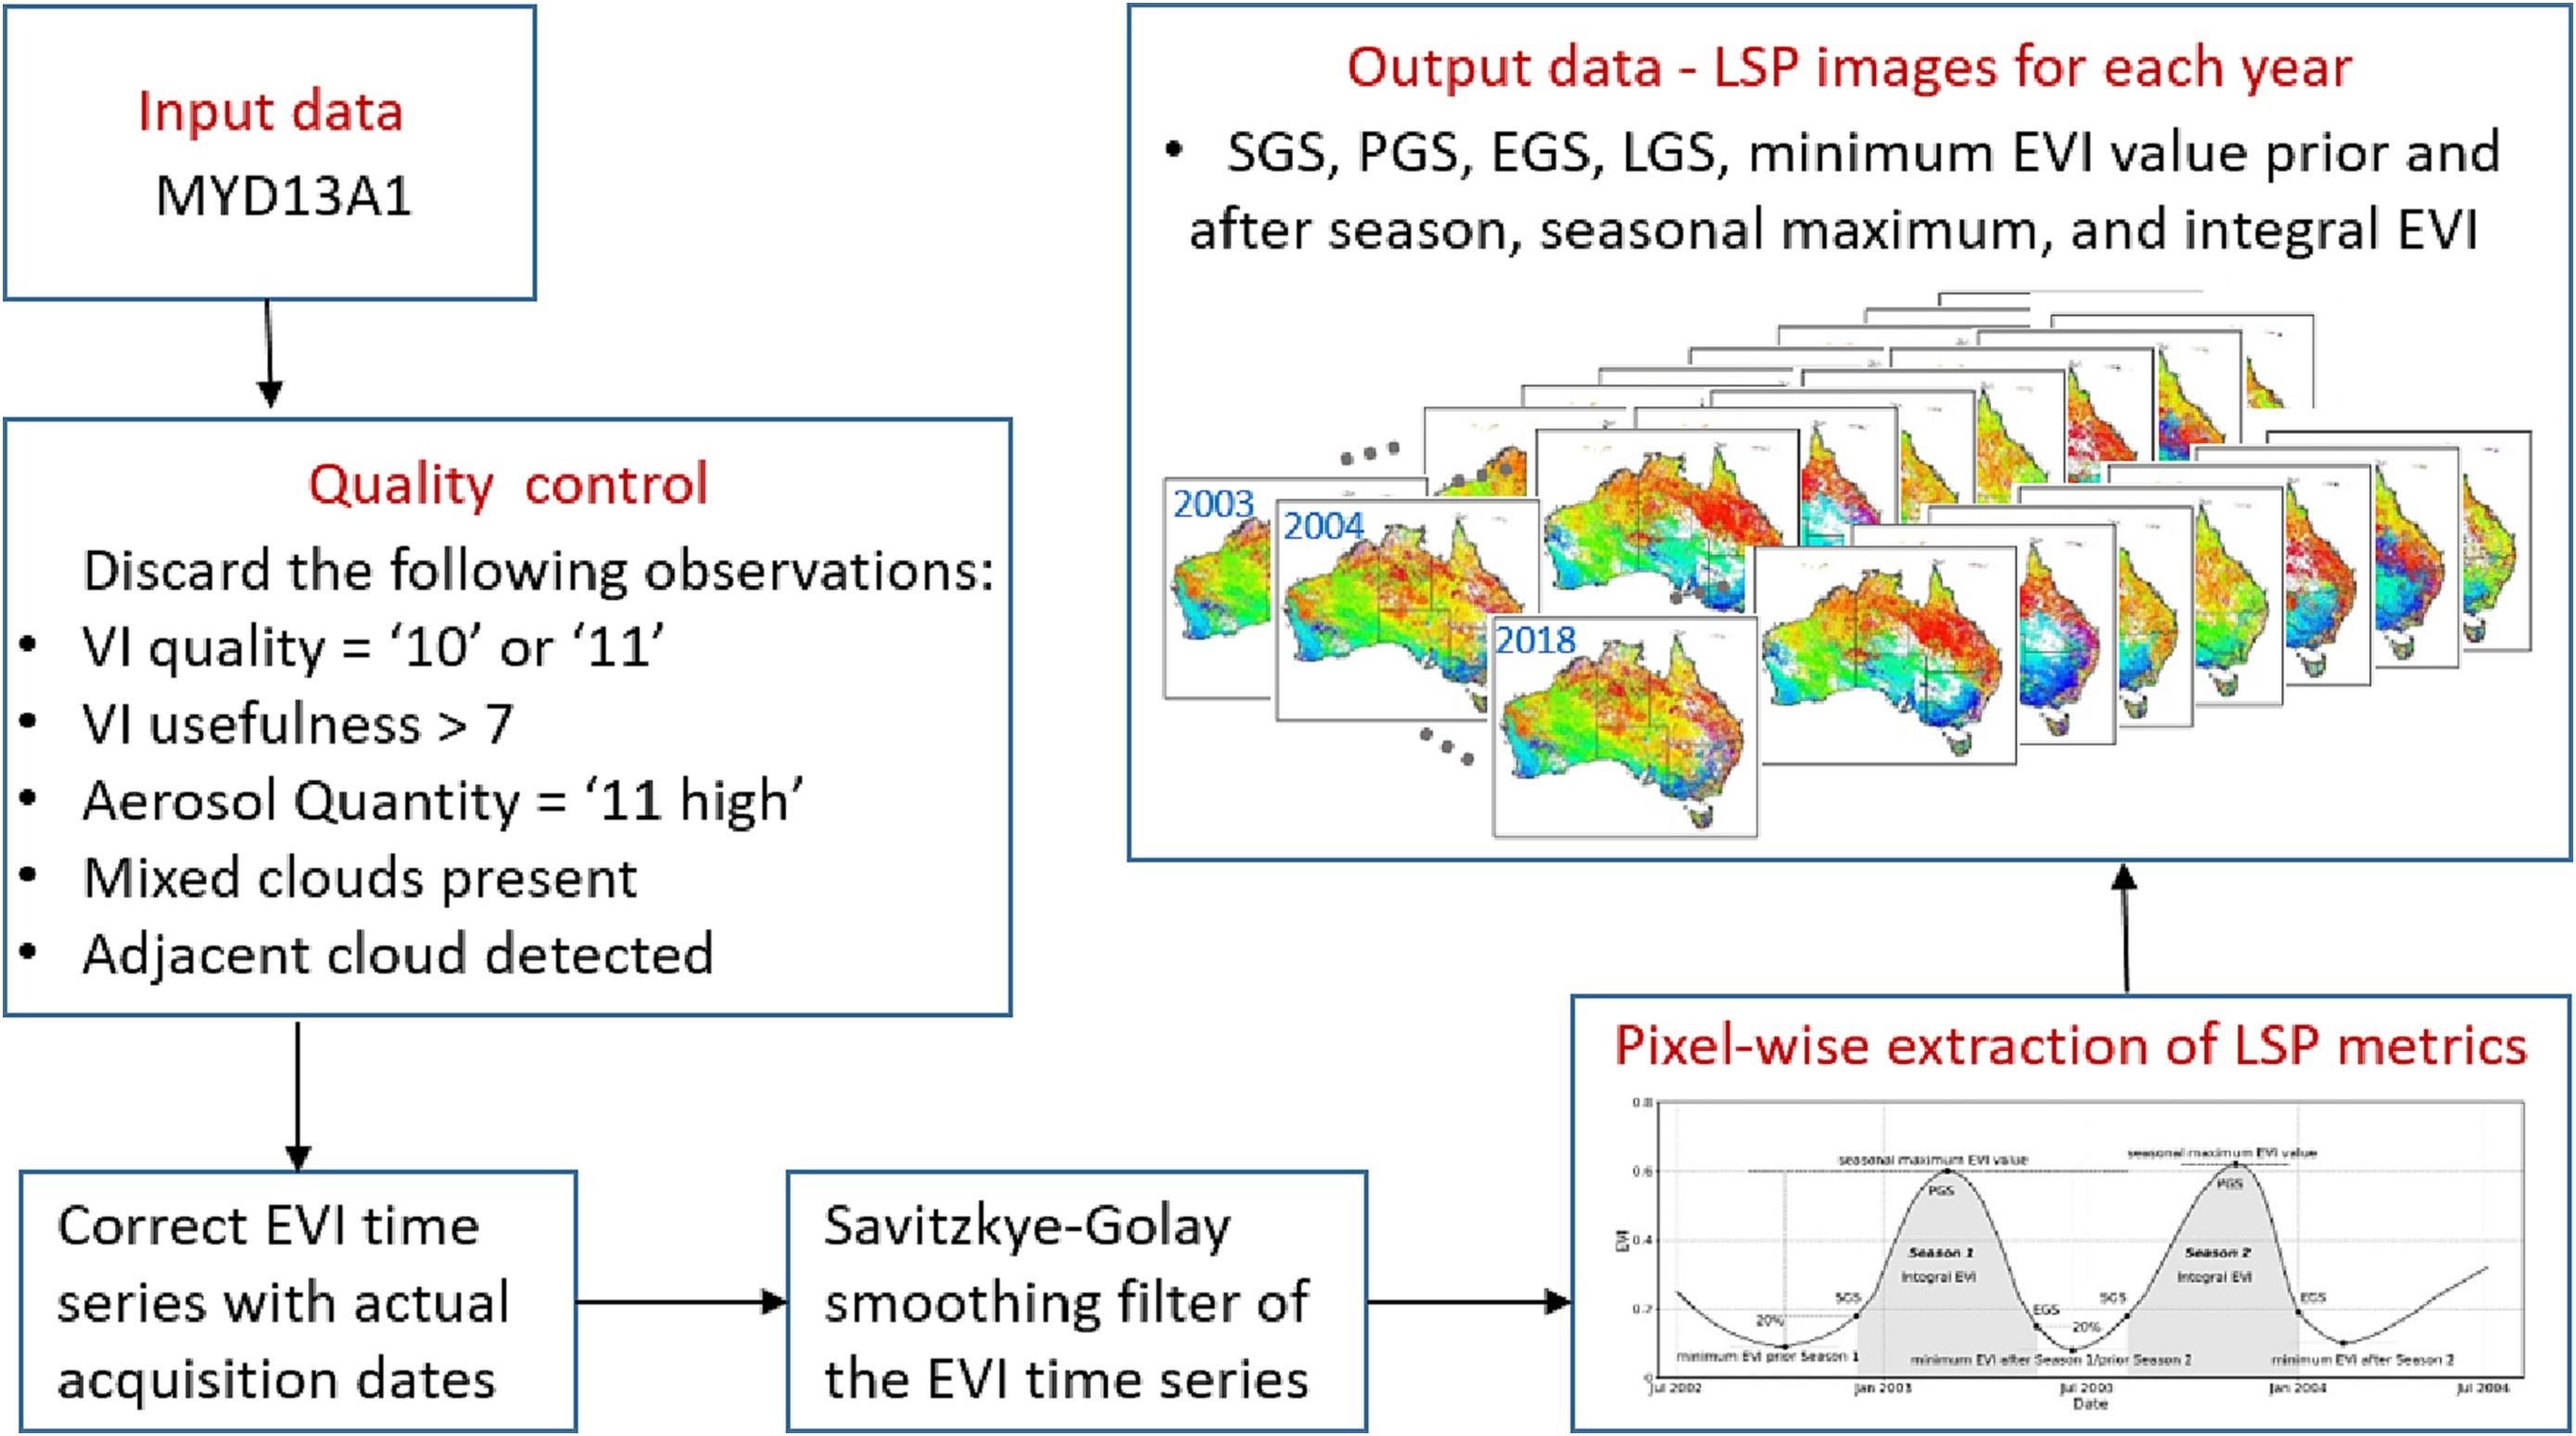 Input data
MYD13A1
Quality control
Discard the following observations:
• VI quality = ‘10’ or ‘11’
• VI usefulness > 7
• Aerosol Quantity = ‘11 high’
• Mixed clouds present
• Adjacent cloud detected
Correct EVI time
series with actual
acquisition dates
Savitzkye-Golay
smoothing filter of
the EVI time series
Pixel-wise extraction of LSP metrics
0.8
0.6
0.4
0.2
0
EVI
seasonal maximum EVI value
seasonal maximum EVI value
PGS
PGS
Season 1
Integral EVI
Season 2
Integral EVI
SGS
EGS
SGS
EGS
20%
20%
minimum EVI prior Season 1
minimum EVI after Season 1/prior Season 2
minimum EVI after Season 2
Jul 2002
Jan 2003
Jul 2003
Jan 2004
Jul 2004
Date
Output data - LSP images for each year
• SGS, PGS, EGS, LGS, minimum EVI value prior and
after season, seasonal maximum, and integral EVI
2003
2004
2018